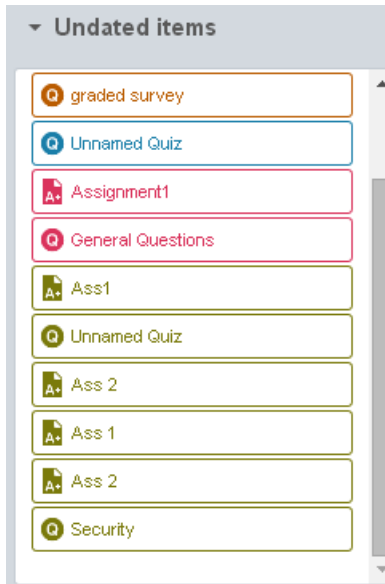 Undated items
Q graded survey
Q Unnamed Quiz
A+ Assignment1
Q General Questions
A+ Ass1
Q Unnamed Quiz
A+ Ass 2
A+ Ass 1
A+ Ass 2
Q Security